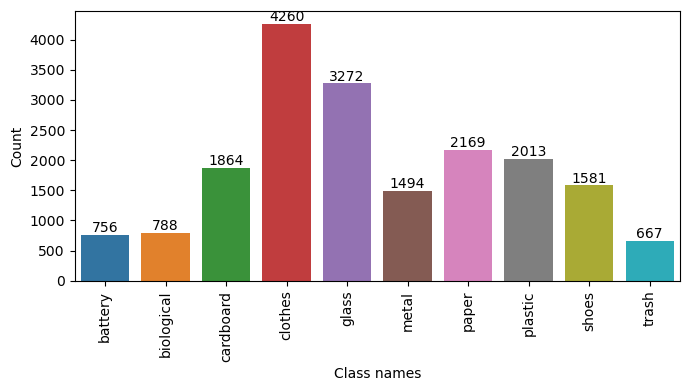 4260
3272
2169
2013
1864
1581
1494
788
756
667
4000
3500
3000
2500
2000
1500
1000
500
0
Count
battery
biological
cardboard
clothes
glass
metal
paper
plastic
shoes
trash
Class names